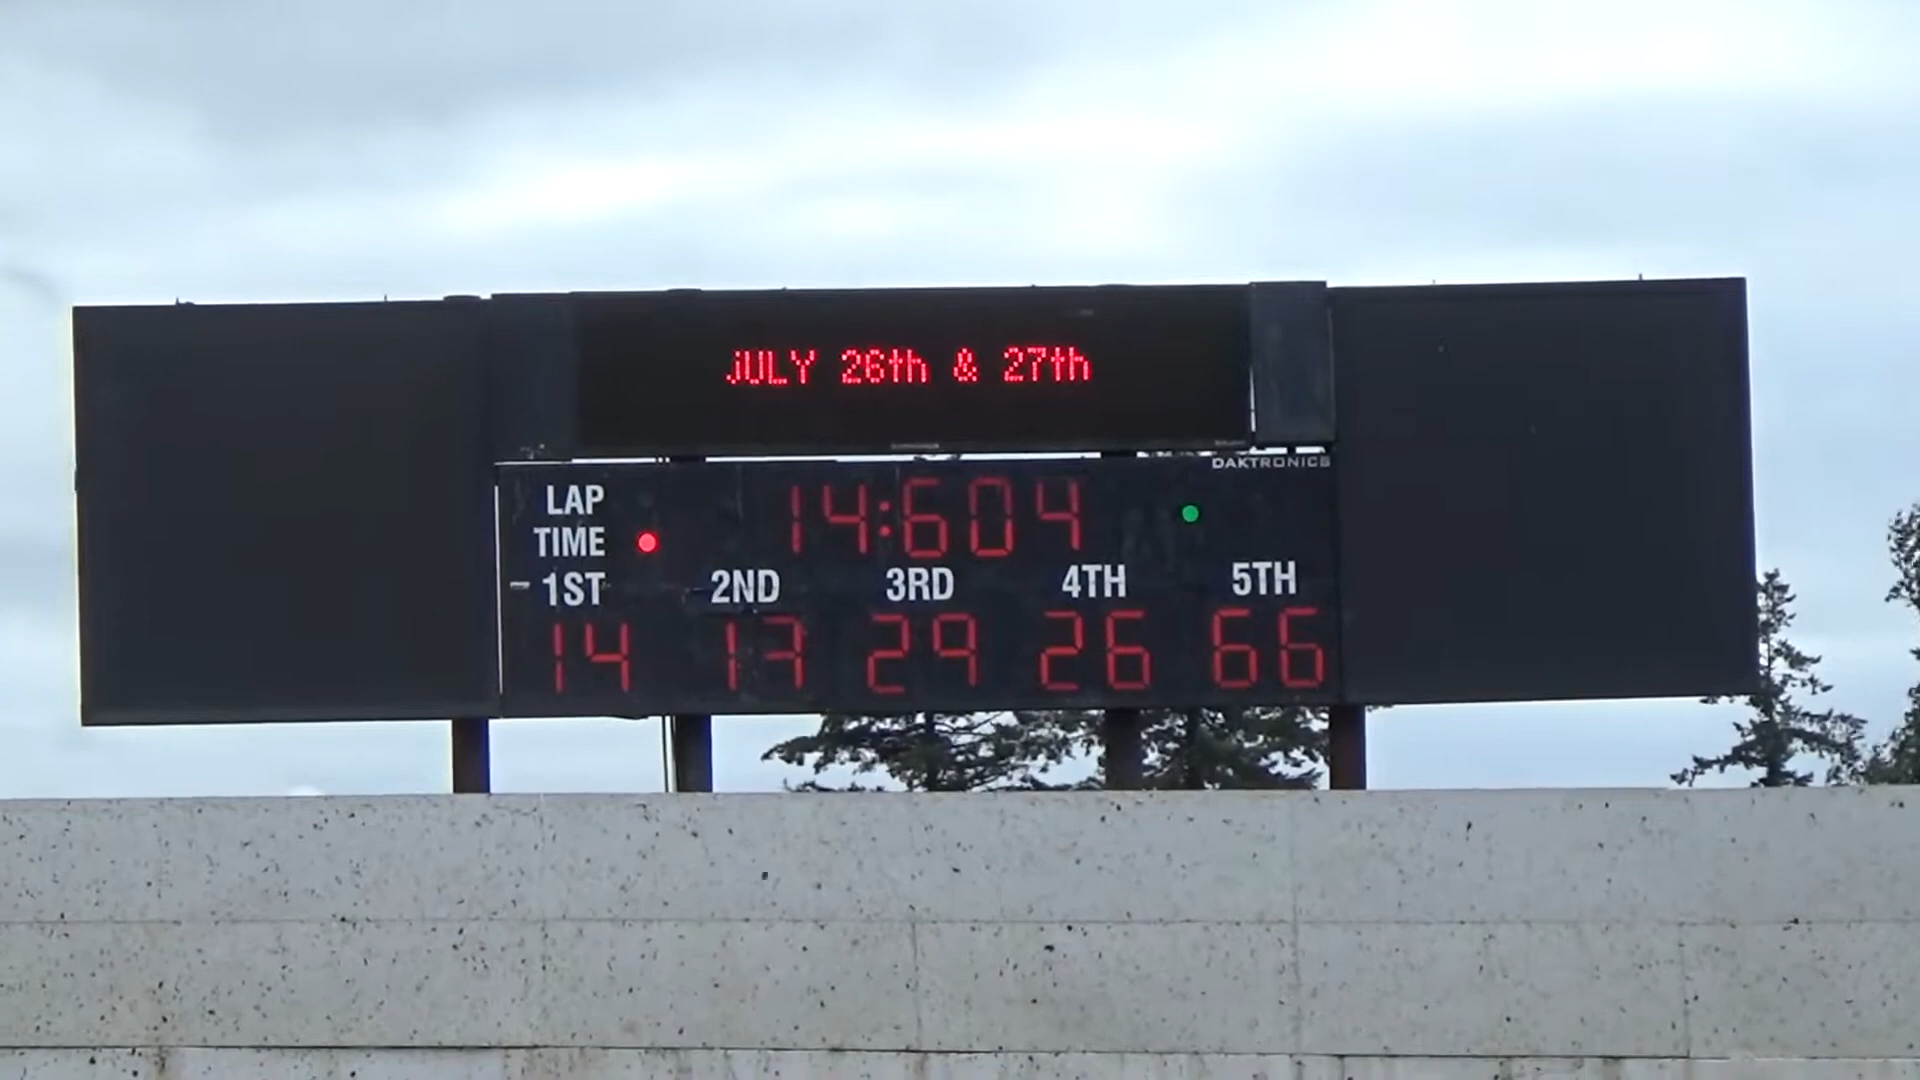 jULY 26th & 27th
DAKTRONICS
LAP TIME 14:604
1ST 2ND 3RD 4TH 5TH
14 17 29 26 66